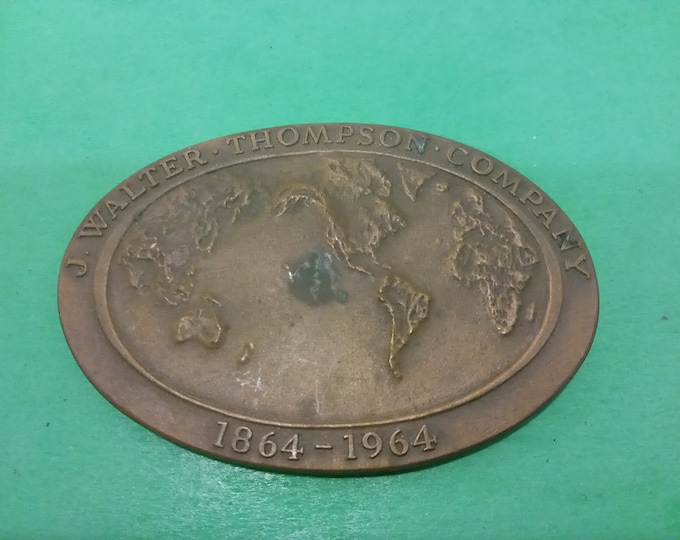 J. WALTER · THOMPSON · COMPANY
1864 - 1964